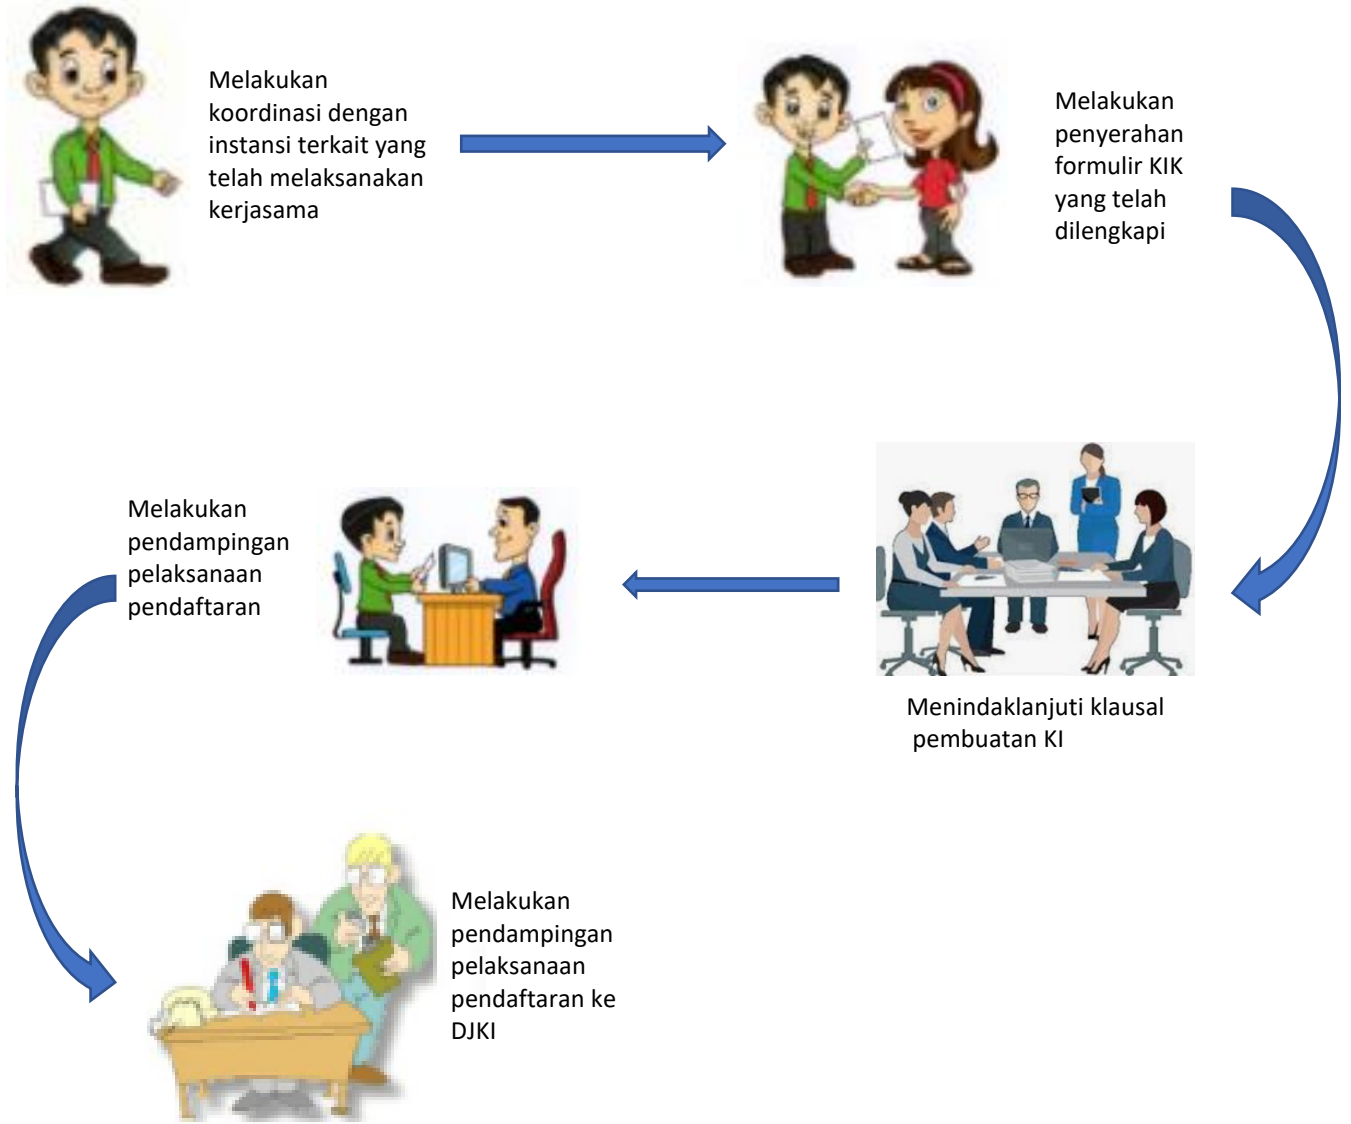 Melakukan
koordinasi dengan
instansi terkait yang
telah melaksanakan
kerjasama
Melakukan
penyerahan
formulir KIK
yang telah
dilengkapi
Menindaklanjuti klausal
pembuatan KI
Melakukan
pendampingan
pelaksanaan
pendaftaran
Melakukan
pendampingan
pelaksanaan
pendaftaran ke
DJKI